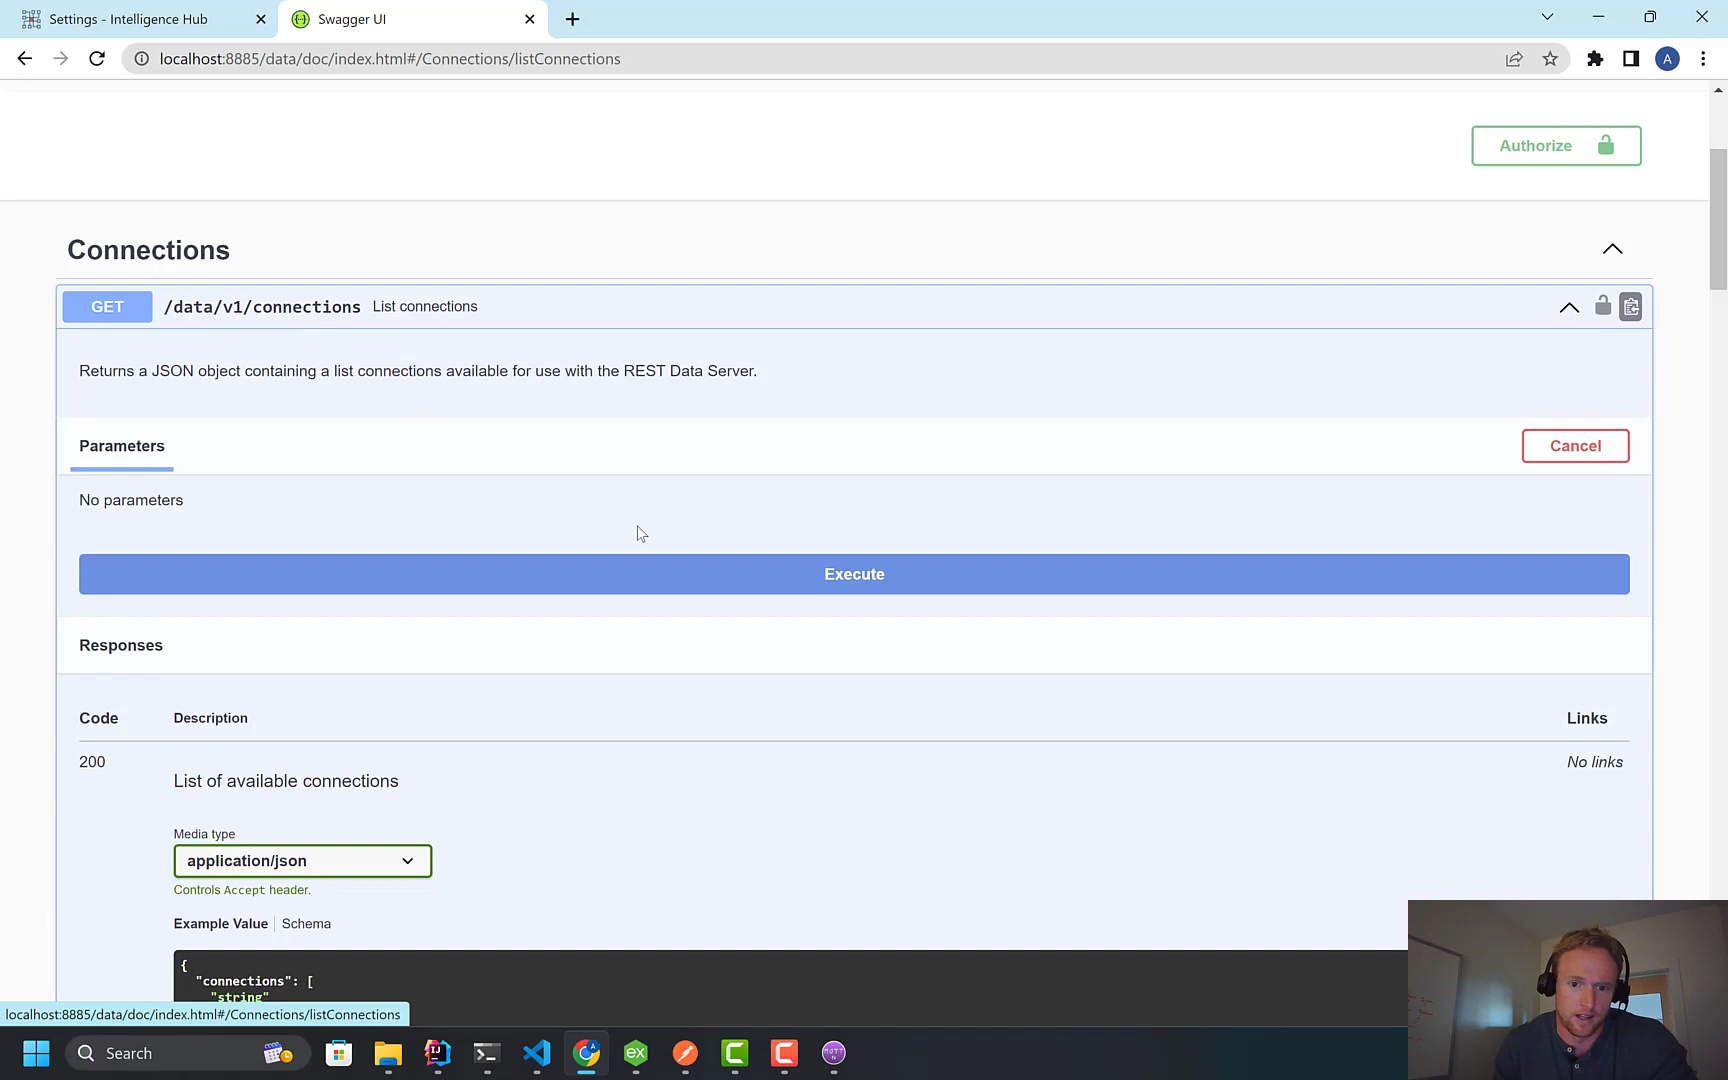 Settings - Intelligence Hub
Swagger UI
localhost:8885/data/doc/index.html#/Connections/listConnections
A
Authorize
Connections
GET /data/v1/connections List connections
Returns a JSON object containing a list connections available for use with the REST Data Server.
Parameters
Cancel
No parameters
Execute
Responses
Code Description Links
200 No links
List of available connections
Media type
application/json
Controls Accept header.
Example Value Schema
{
"connections": [
"string"
localhost:8885/data/doc/index.html#/Connections/listConnections
Search